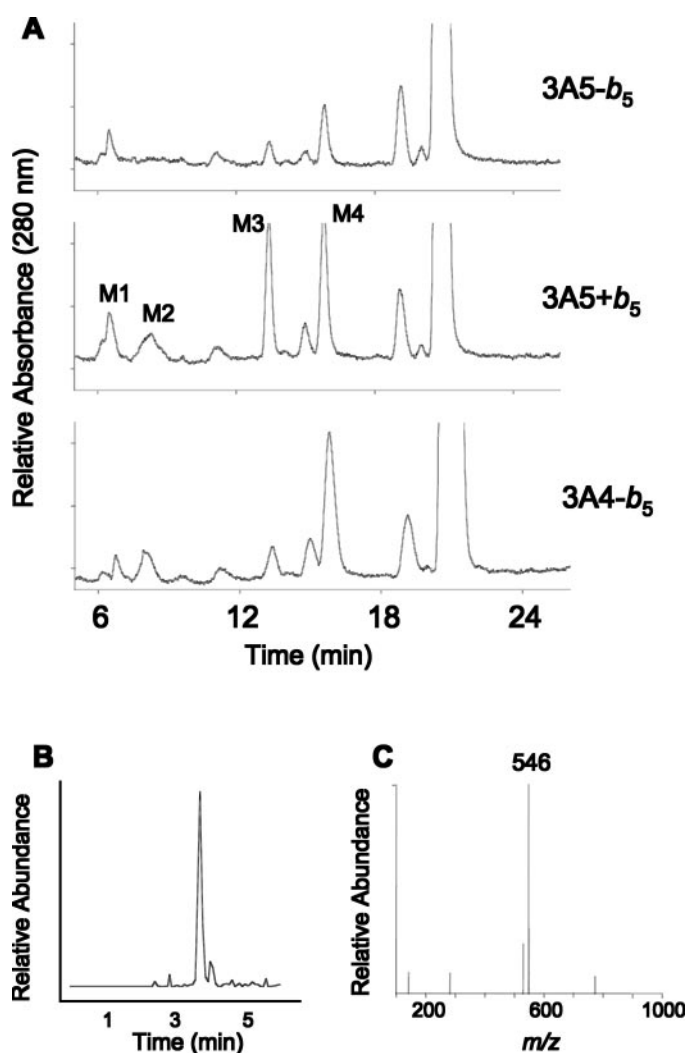 A
Relative Absorbance (280 nm)
3A5-b5
M1
M2
M3
M4
3A5+b5
3A4-b5
6
12
18
24
Time (min)
B
Relative Abundance
1
3
5
Time (min)
C
546
Relative Abundance
200
600
1000
m/z